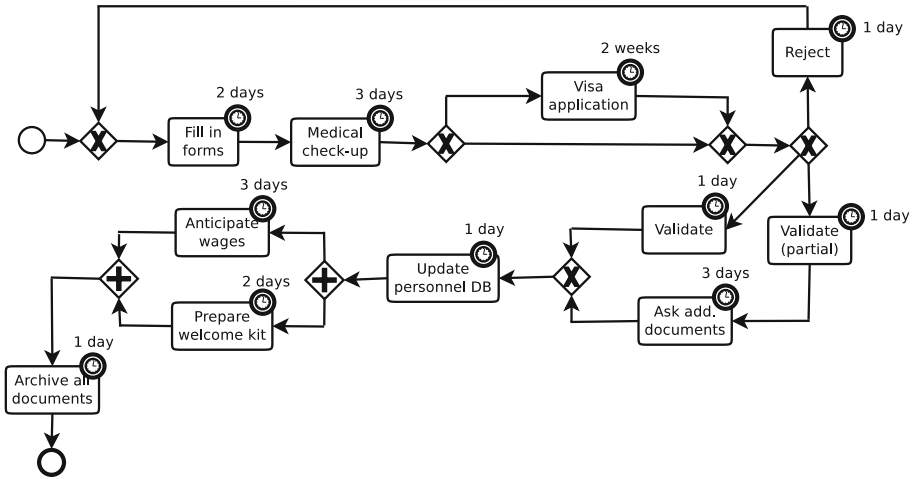 1 day
Reject
2 weeks
Visa
application
2 days
Fill in
forms
3 days
Medical
check-up
X
X
X
X
1 day
Validate
1 day
Validate
(partial)
3 days
Anticipate
wages
1 day
Update
personnel DB
X
3 days
Ask add.
documents
2 days
Prepare
welcome kit
1 day
Archive all
documents